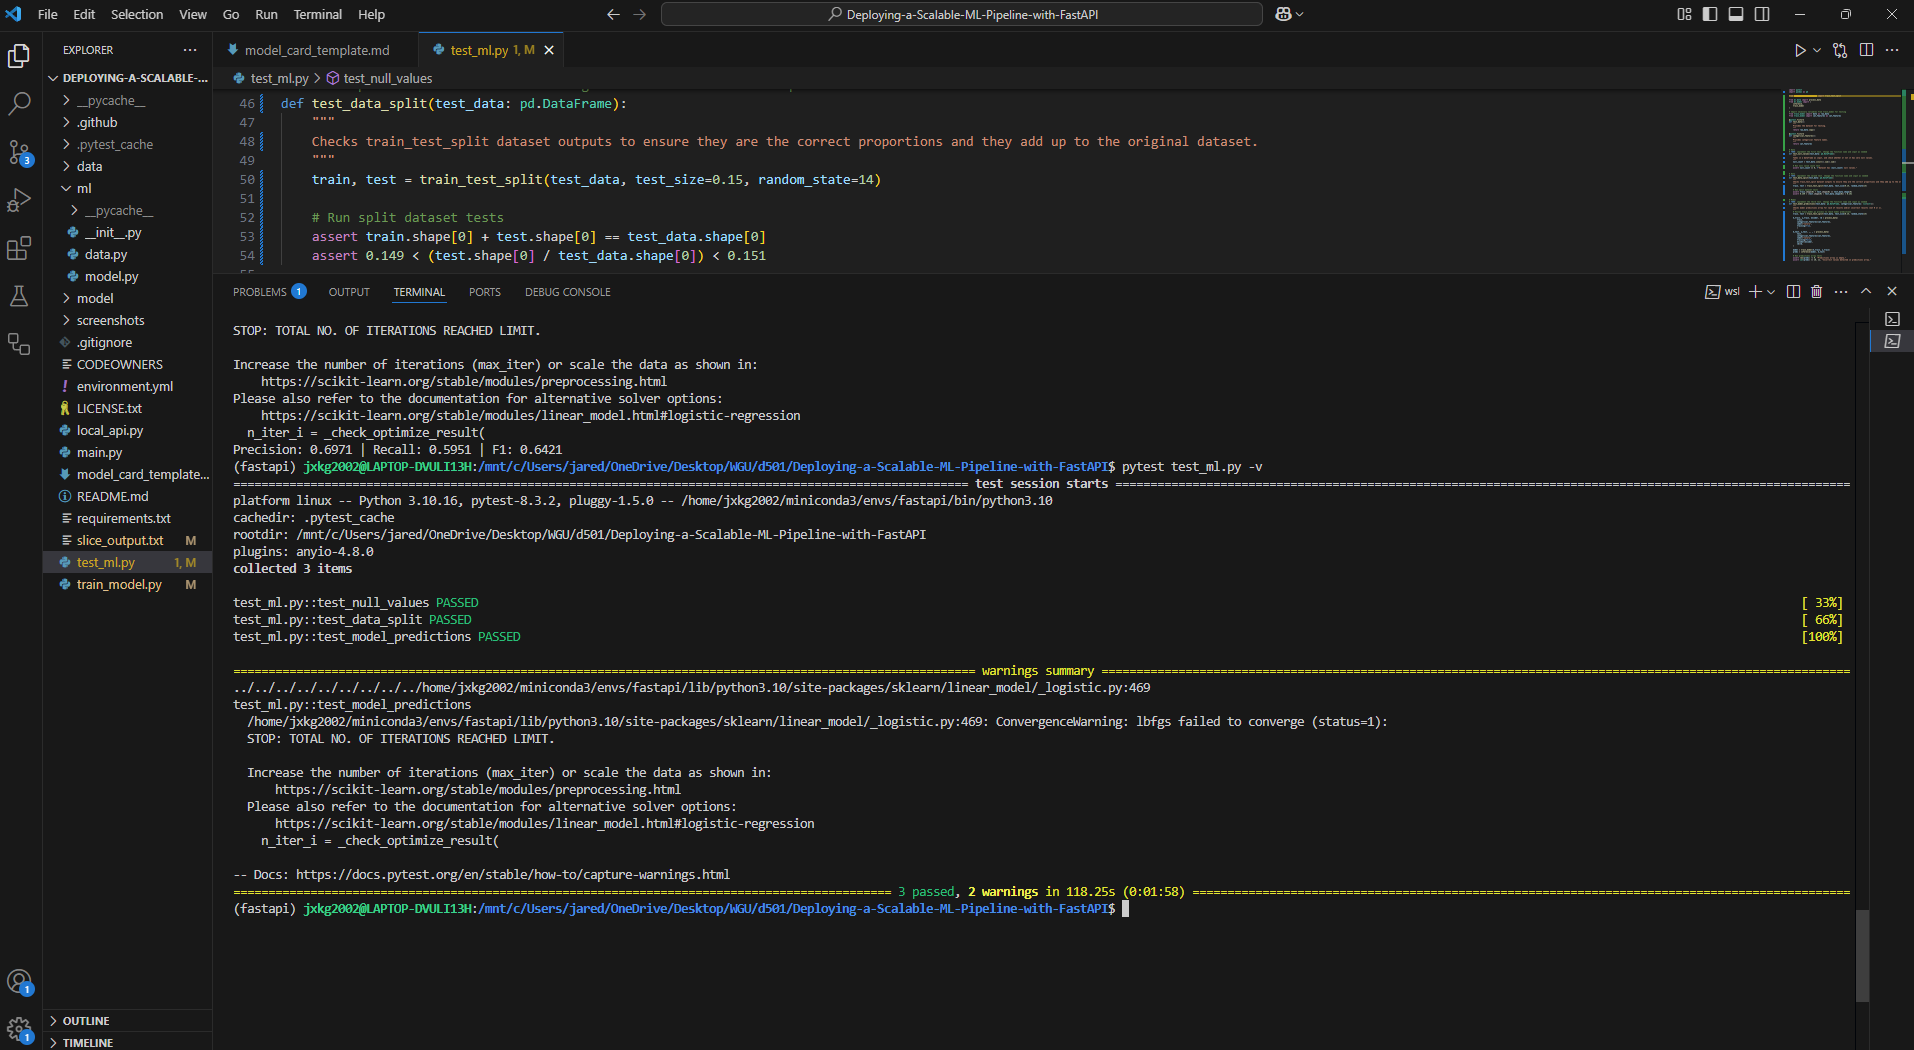 File Edit Selection View Go Run Terminal Help
Deploying-a-Scalable-ML-Pipeline-with-FastAPI
EXPLORER
DEPLOYING-A-SCALABLE-...
__pycache__
.github
.pytest_cache
data
ml
__pycache__
__init__.py
data.py
model.py
model
screenshots
.gitignore
CODEOWNERS
environment.yml
LICENSE.txt
local_api.py
main.py
model_card_template...
README.md
requirements.txt
slice_output.txt M
test_ml.py 1, M
train_model.py M
OUTLINE
TIMELINE
3
1
1
model_card_template.md test_ml.py 1, M
test_ml.py > test_null_values
46 def test_data_split(test_data: pd.DataFrame):
47 """
48 Checks train_test_split dataset outputs to ensure they are the correct proportions and they add up to the original dataset.
49 """
50 train, test = train_test_split(test_data, test_size=0.15, random_state=14)
51
52 # Run split dataset tests
53 assert train.shape[0] + test.shape[0] == test_data.shape[0]
54 assert 0.149 < (test.shape[0] / test_data.shape[0]) < 0.151
PROBLEMS 1 OUTPUT TERMINAL PORTS DEBUG CONSOLE
wsl
STOP: TOTAL NO. OF ITERATIONS REACHED LIMIT.
Increase the number of iterations (max_iter) or scale the data as shown in:
https://scikit-learn.org/stable/modules/preprocessing.html
Please also refer to the documentation for alternative solver options:
https://scikit-learn.org/stable/modules/linear_model.html#logistic-regression
n_iter_i = _check_optimize_result(
Precision: 0.6971 | Recall: 0.5951 | F1: 0.6421
(fastapi) jxkg2002@LAPTOP-DVULI13H:/mnt/c/Users/jared/OneDrive/Desktop/WGU/d501/Deploying-a-Scalable-ML-Pipeline-with-FastAPI$ pytest test_ml.py -v
test session starts
platform linux -- Python 3.10.16, pytest-8.3.2, pluggy-1.5.0 -- /home/jxkg2002/miniconda3/envs/fastapi/bin/python3.10
cachedir: .pytest_cache
rootdir: /mnt/c/Users/jared/OneDrive/Desktop/WGU/d501/Deploying-a-Scalable-ML-Pipeline-with-FastAPI
plugins: anyio-4.8.0
collected 3 items
test_ml.py::test_null_values PASSED [ 33%]
test_ml.py::test_data_split PASSED [ 66%]
test_ml.py::test_model_predictions PASSED [100%]
warnings summary
../../../../../../../../../home/jxkg2002/miniconda3/envs/fastapi/lib/python3.10/site-packages/sklearn/linear_model/_logistic.py:469
test_ml.py::test_model_predictions
/home/jxkg2002/miniconda3/envs/fastapi/lib/python3.10/site-packages/sklearn/linear_model/_logistic.py:469: ConvergenceWarning: lbfgs failed to converge (status=1):
STOP: TOTAL NO. OF ITERATIONS REACHED LIMIT.
Increase the number of iterations (max_iter) or scale the data as shown in:
https://scikit-learn.org/stable/modules/preprocessing.html
Please also refer to the documentation for alternative solver options:
https://scikit-learn.org/stable/modules/linear_model.html#logistic-regression
n_iter_i = _check_optimize_result(
-- Docs: https://docs.pytest.org/en/stable/how-to/capture-warnings.html
3 passed, 2 warnings in 118.25s (0:01:58)
(fastapi) jxkg2002@LAPTOP-DVULI13H:/mnt/c/Users/jared/OneDrive/Desktop/WGU/d501/Deploying-a-Scalable-ML-Pipeline-with-FastAPI$